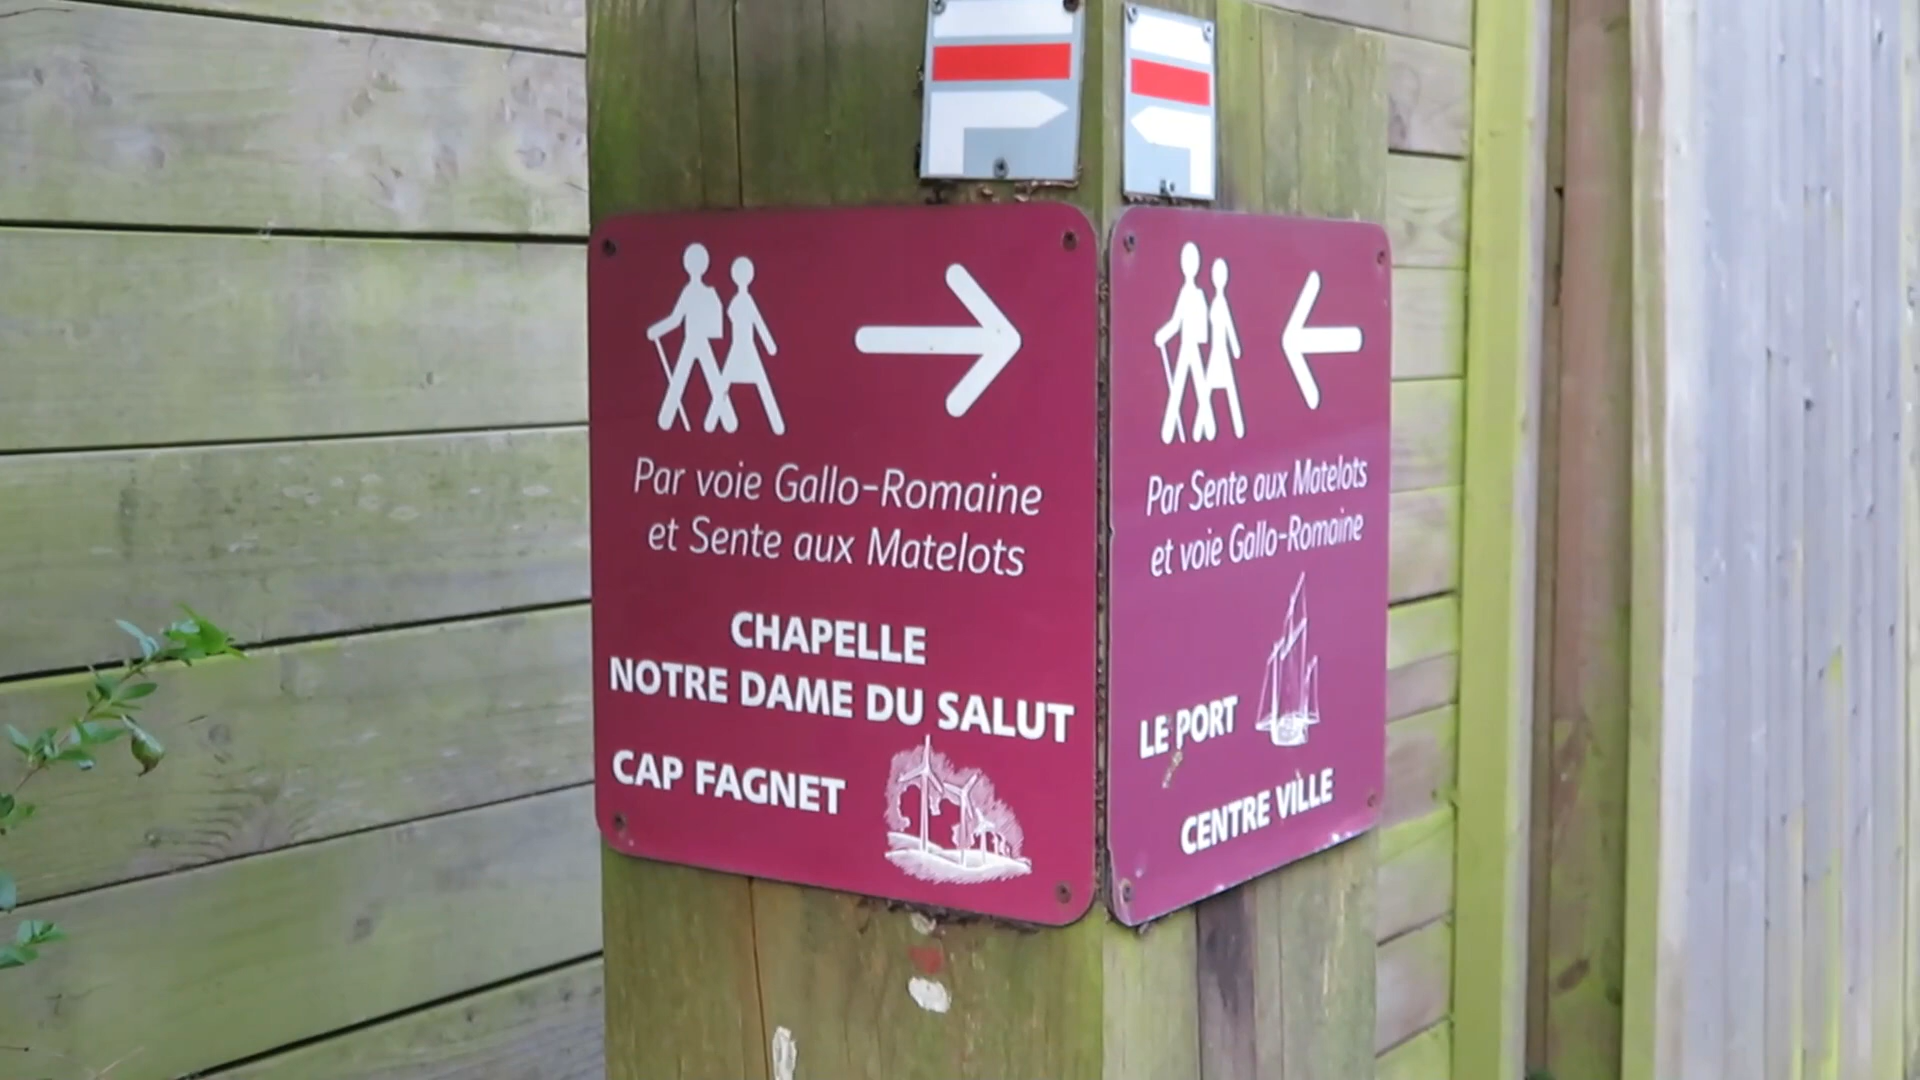 Par voie Gallo-Romaine
et Sente aux Matelots
CHAPELLE
NOTRE DAME DU SALUT
CAP FAGNET
Par Sente aux Matelots
et voie Gallo-Romaine
LE PORT
CENTRE VILLE